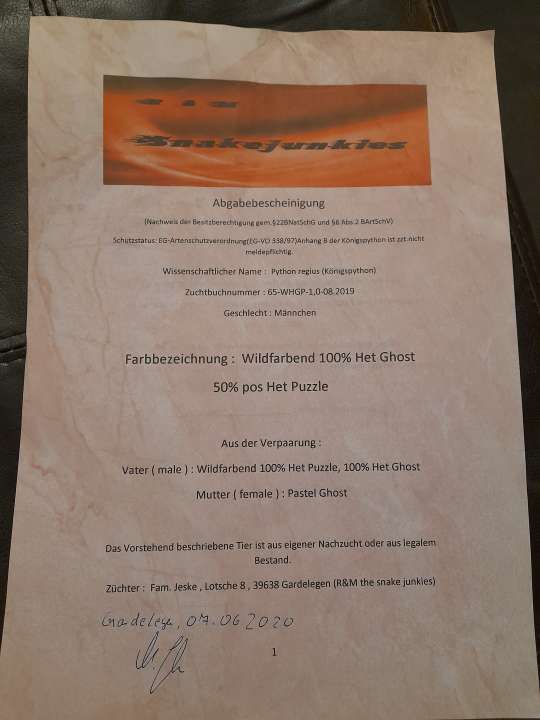 Snakejunkies
Abgabebescheinigung
(Nachweis der Besitzberechtigung gem.§22BNatSchG und §6 Abs.2 BArtSchV)
Schutzstatus: EG-Artenschutzverordnung(EG-VO 338/97)Anhang B der Königspython ist zzt.nicht
meldepflichtig.
Wissenschaftlicher Name : Python regius (Königspython)
Zuchtbuchnummer : 65-WHGP-1,0-08.2019
Geschlecht : Männchen
Farbbezeichnung : Wildfarbend 100% Het Ghost
50% pos Het Puzzle
Aus der Verpaarung :
Vater ( male ) : Wildfarbend 100% Het Puzzle, 100% Het Ghost
Mutter ( female ) : Pastel Ghost
Das Vorstehend beschriebene Tier ist aus eigener Nachzucht oder aus legalem
Bestand.
Züchter : Fam. Jeske , Lotsche 8 , 39638 Gardelegen (R&M the snake junkies)
Gardelege, 07.06 2020
1